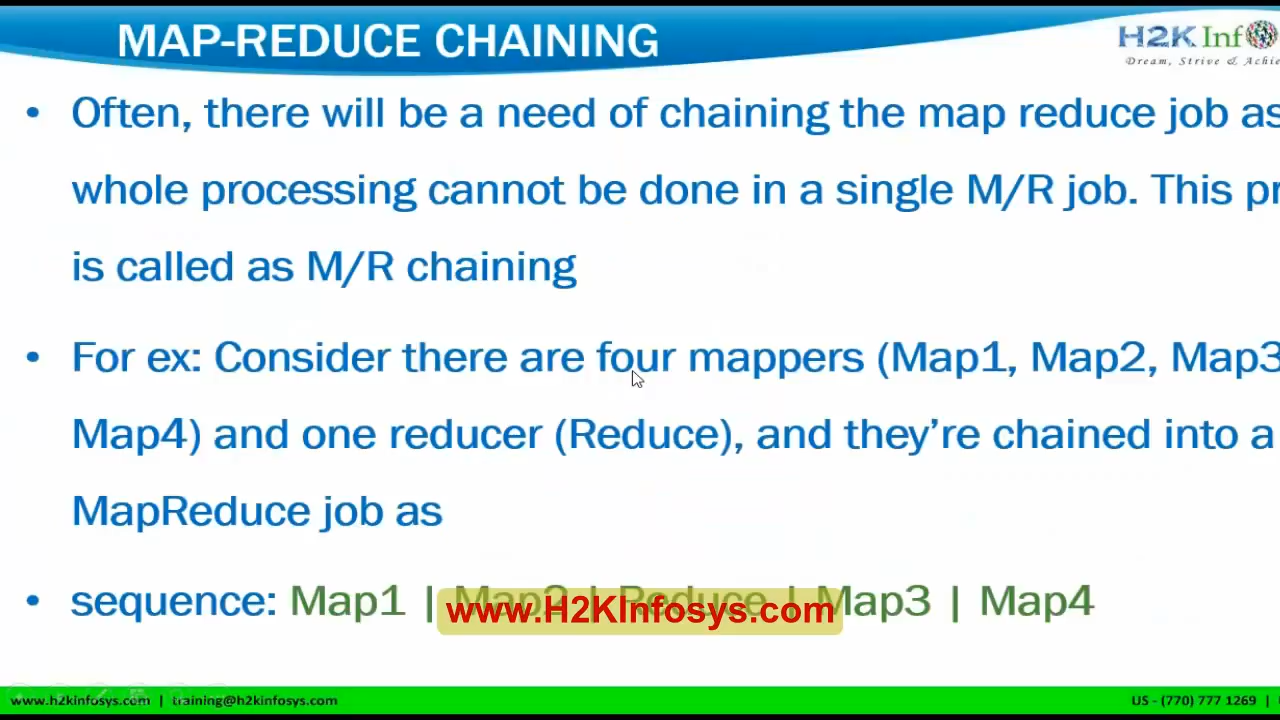 MAP-REDUCE CHAINING
H2K Inf
Dream, Strive & Achie
• Often, there will be a need of chaining the map reduce job as
whole processing cannot be done in a single M/R job. This pr
is called as M/R chaining
• For ex: Consider there are four mappers (Map1, Map2, Map3
Map4) and one reducer (Reduce), and they're chained into a
MapReduce job as
• sequence: Map1 | Map2 | Reduce | Map3 | Map4
www.H2KInfosys.com
www.h2kinfosys.com | training@h2kinfosys.com
US - (770) 777 1269 |